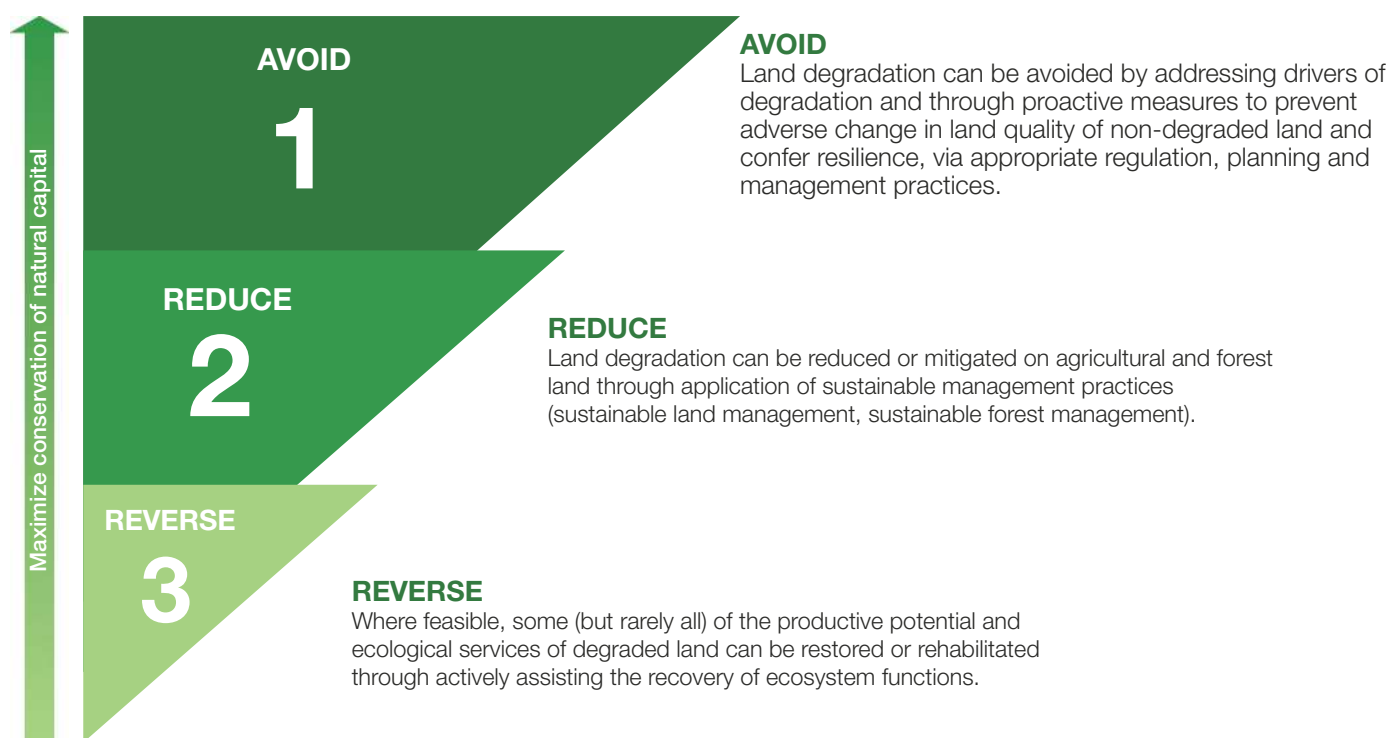 Maximize conservation of natural capital
AVOID
1
AVOID
Land degradation can be avoided by addressing drivers of
degradation and through proactive measures to prevent
adverse change in land quality of non-degraded land and
confer resilience, via appropriate regulation, planning and
management practices.
REDUCE
2
REDUCE
Land degradation can be reduced or mitigated on agricultural and forest
land through application of sustainable management practices
(sustainable land management, sustainable forest management).
REVERSE
3
REVERSE
Where feasible, some (but rarely all) of the productive potential and
ecological services of degraded land can be restored or rehabilitated
through actively assisting the recovery of ecosystem functions.